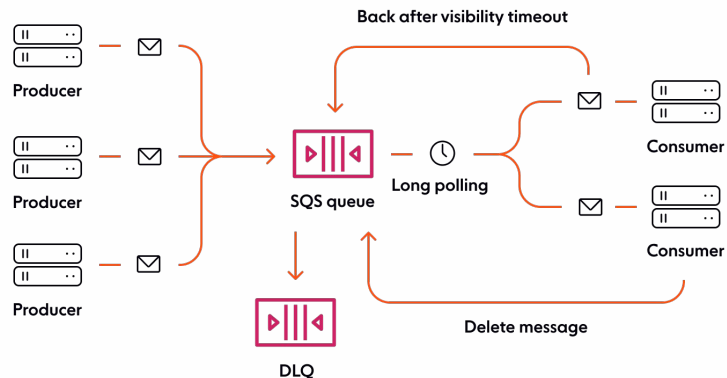 Back after visibility timeout
Producer
Consumer
Producer
SQS queue
Long polling
Consumer
Producer
Delete message
DLQ